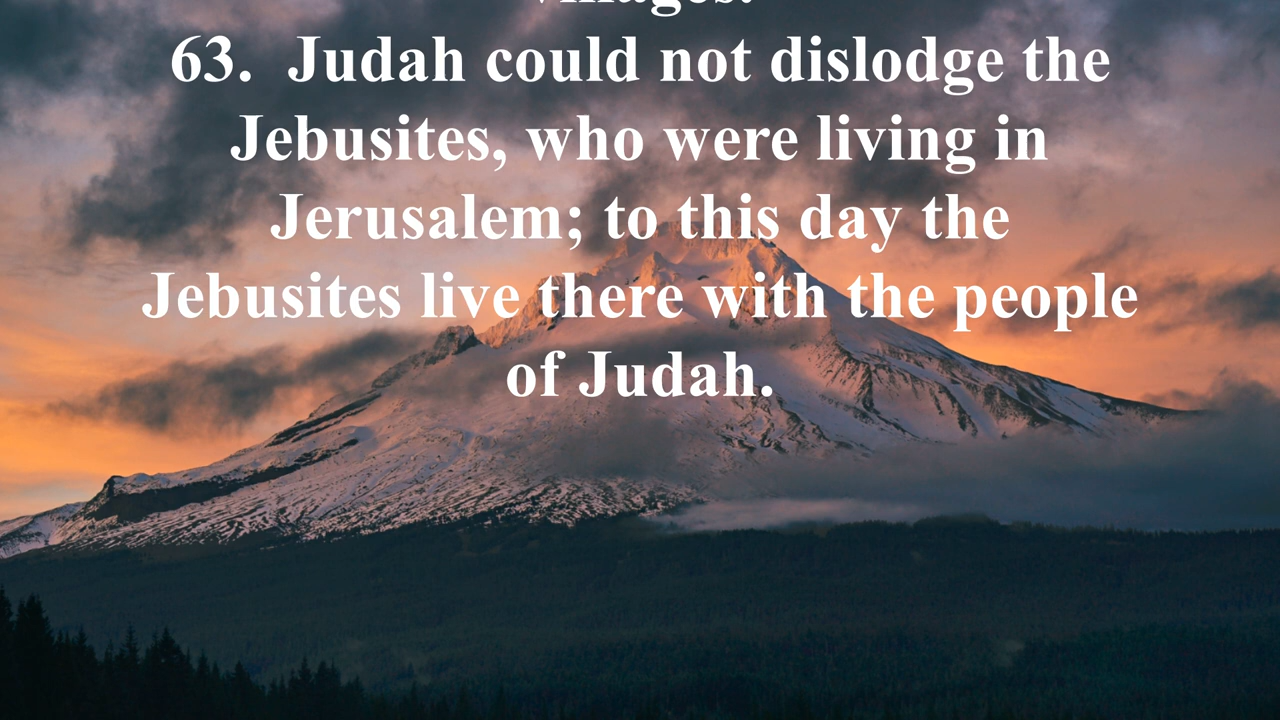 villages.
63. Judah could not dislodge the
Jebusites, who were living in
Jerusalem; to this day the
Jebusites live there with the people
of Judah.